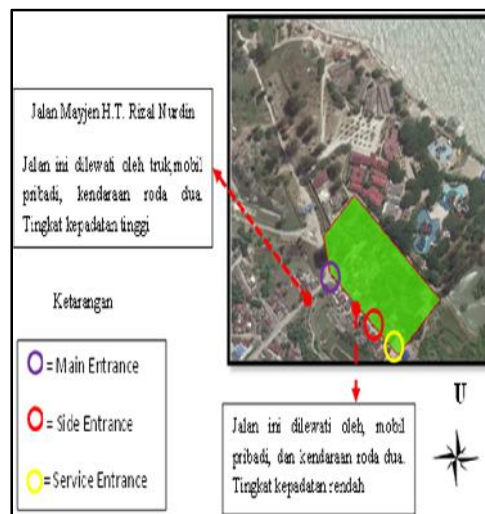 Jalan Mayjen H.T. Rizal Nurdin
Jalan ini dilewati oleh truk,mobil
pribadi, kendaraan roda dua.
Tingkat kepadatan tinggi
Ketarangan
= Main Entrance
= Side Entrance
= Service Entrance
U
Jalan ini dilewati oleh, mobil
pribadi, dan kendaraan roda dua.
Tingkat kepadatan rendah